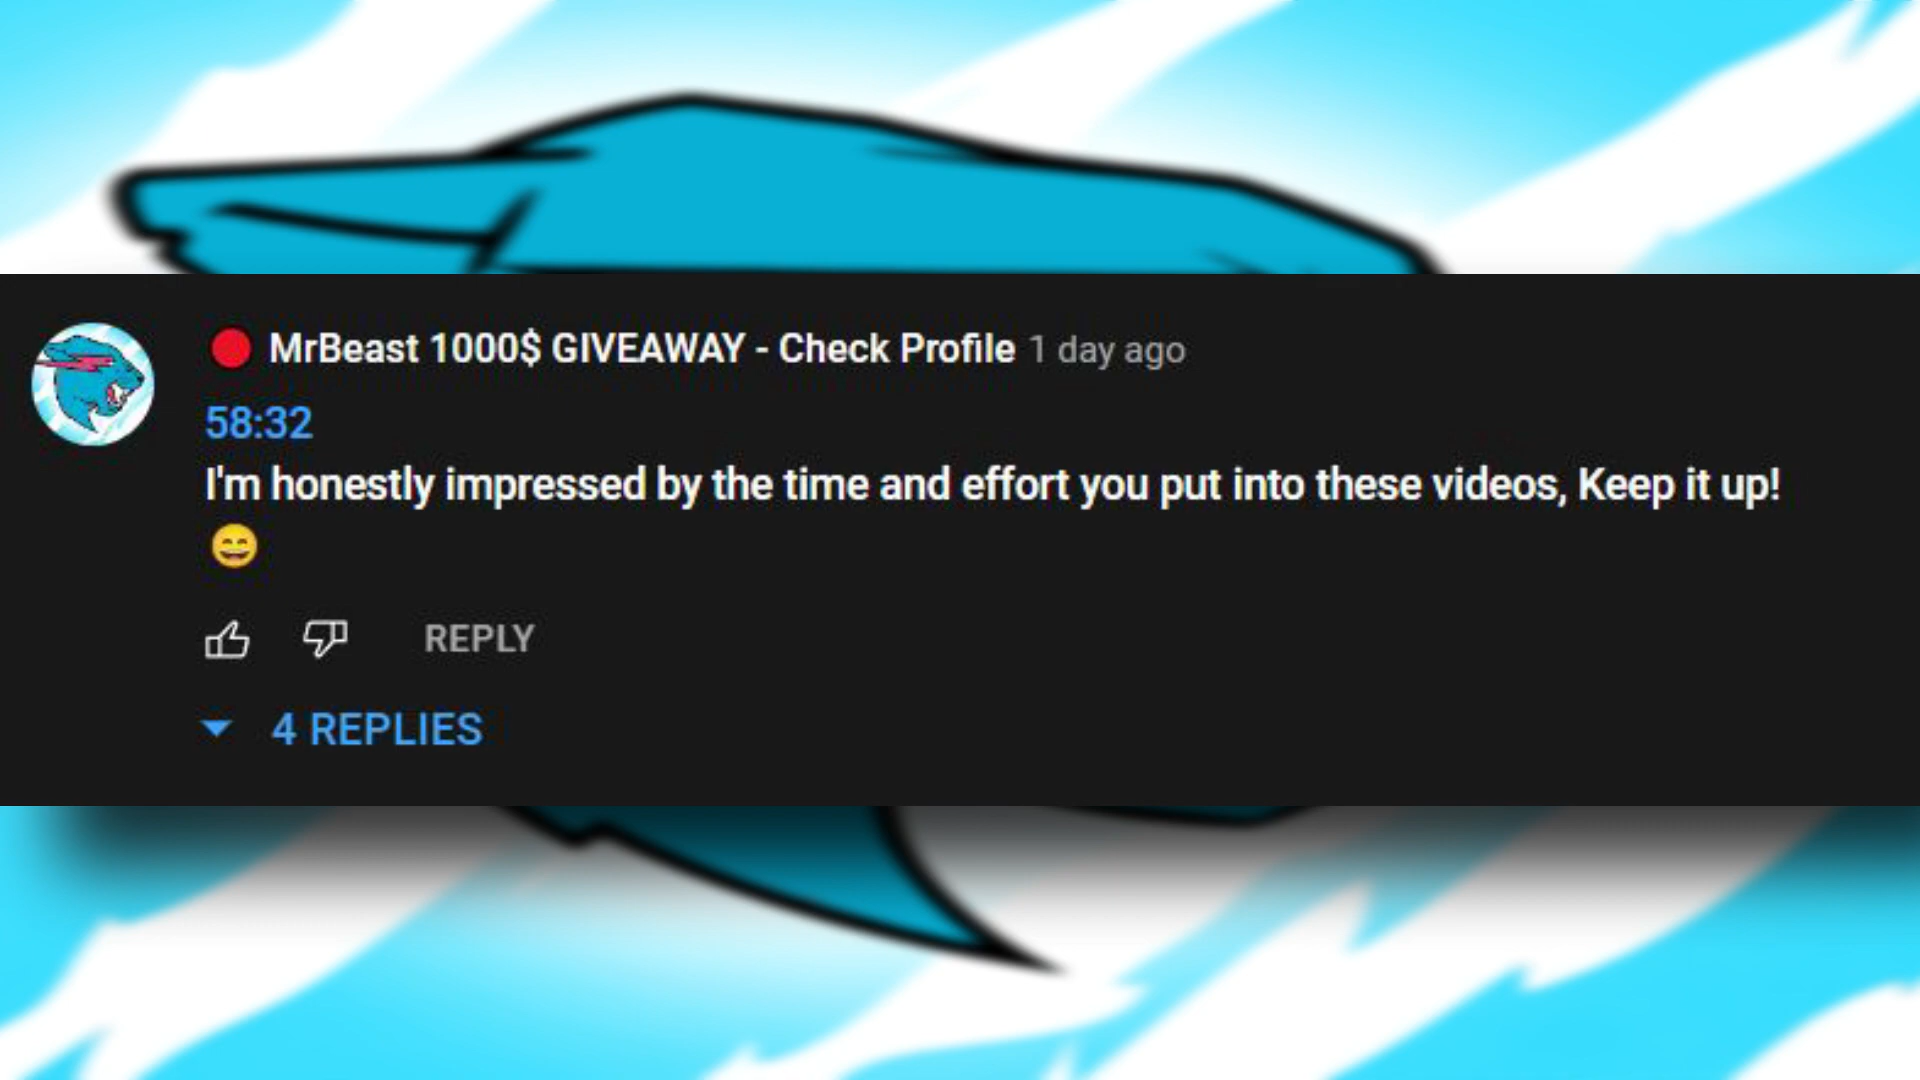 🔴 MrBeast 1000$ GIVEAWAY - Check Profile 1 day ago
58:32
I'm honestly impressed by the time and effort you put into these videos, Keep it up!
😄
REPLY
4 REPLIES